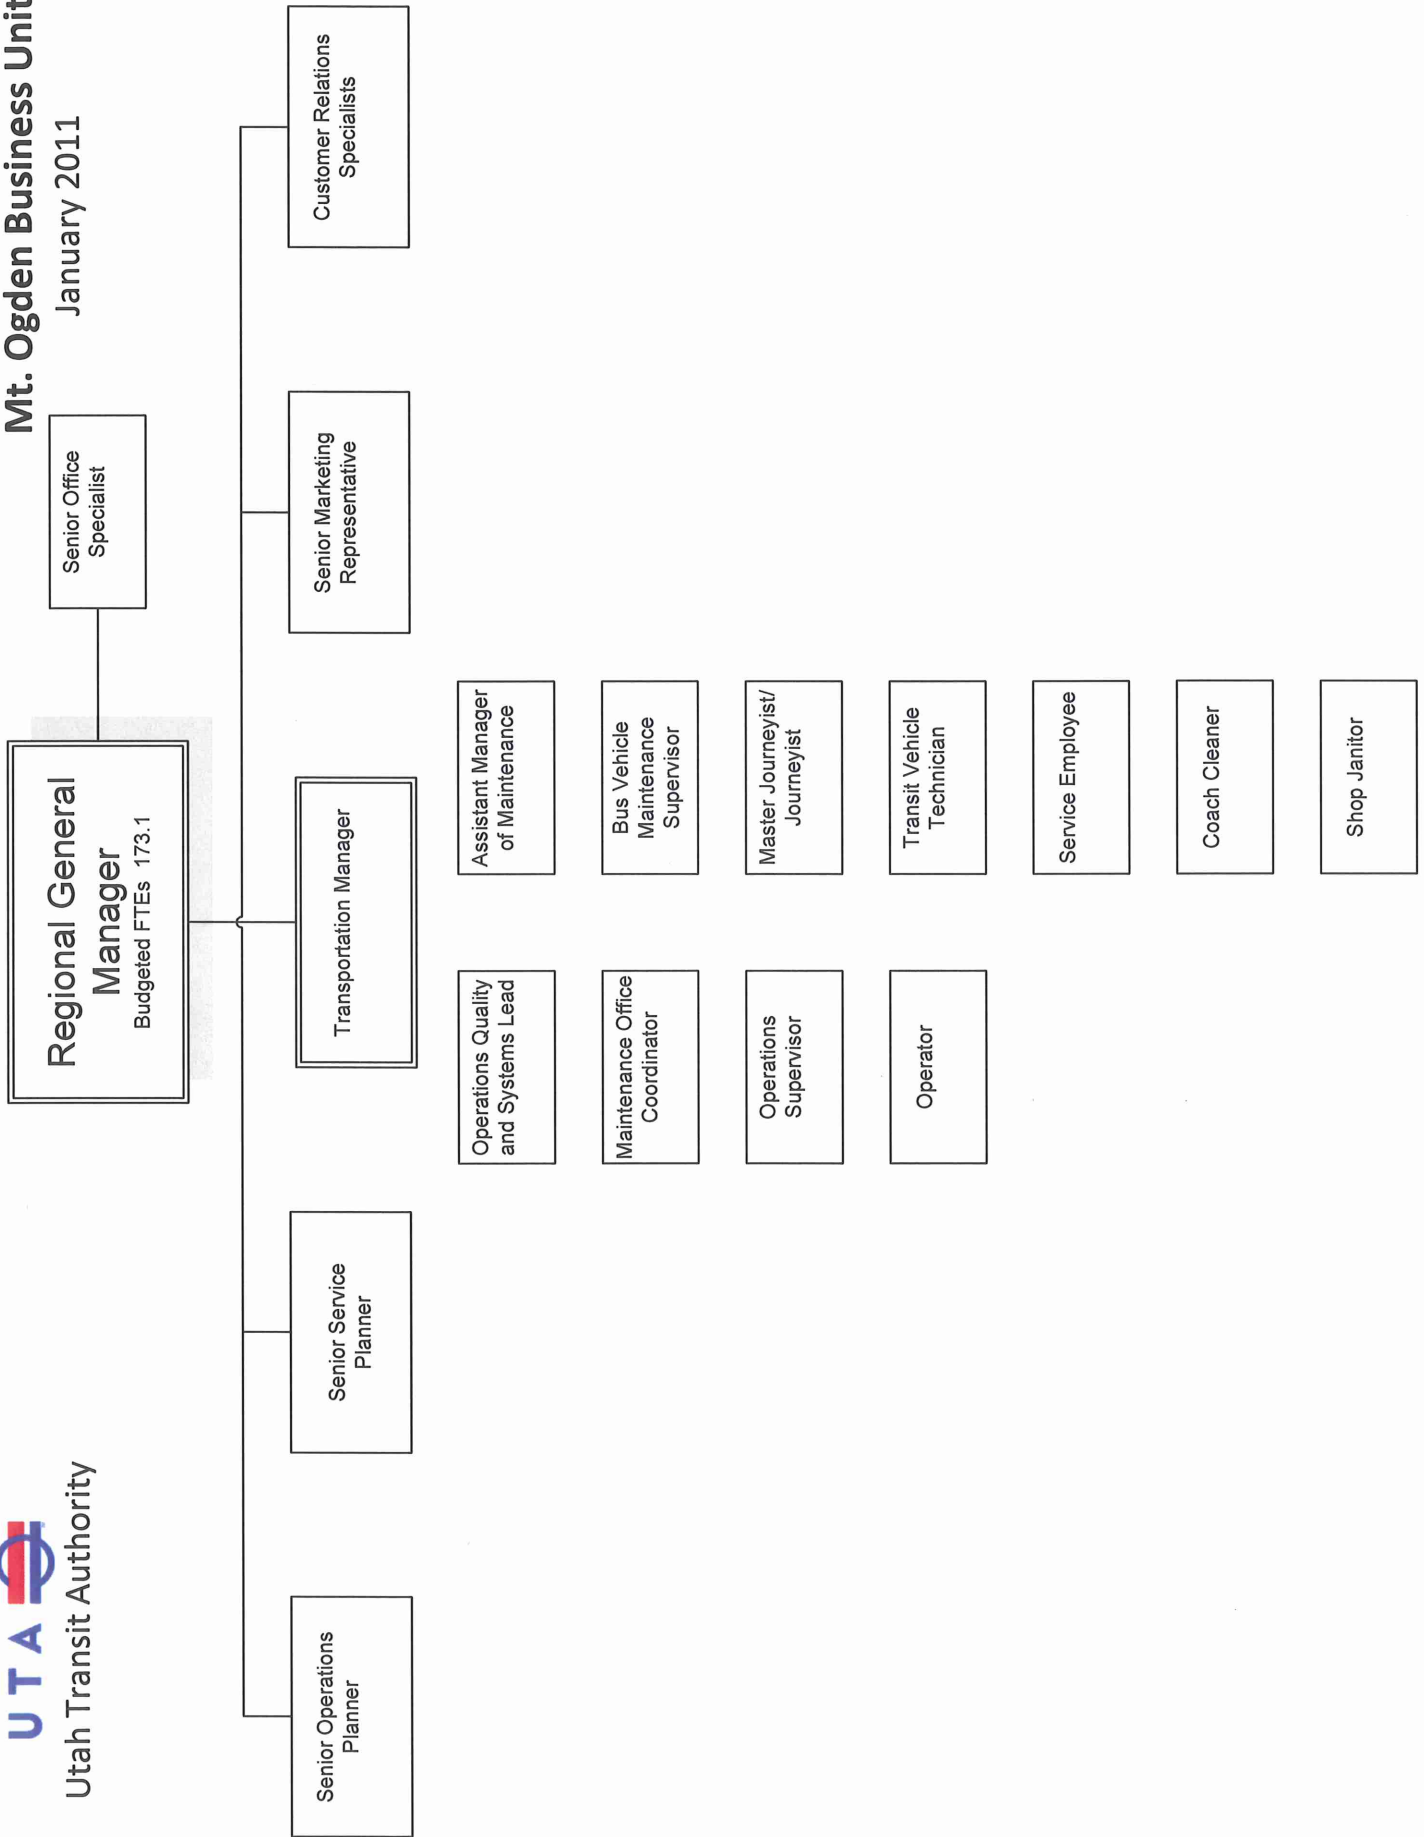 U T A
Utah Transit Authority
Mt. Ogden Business Unit
January 2011
Regional General
Manager
Budgeted FTEs 173.1
Senior Office
Specialist
Senior Operations
Planner
Senior Service
Planner
Transportation Manager
Senior Marketing
Representative
Customer Relations
Specialists
Operations Quality
and Systems Lead
Maintenance Office
Coordinator
Operations
Supervisor
Operator
Assistant Manager
of Maintenance
Bus Vehicle
Maintenance
Supervisor
Master Journeyist/
Journeyist
Transit Vehicle
Technician
Service Employee
Coach Cleaner
Shop Janitor